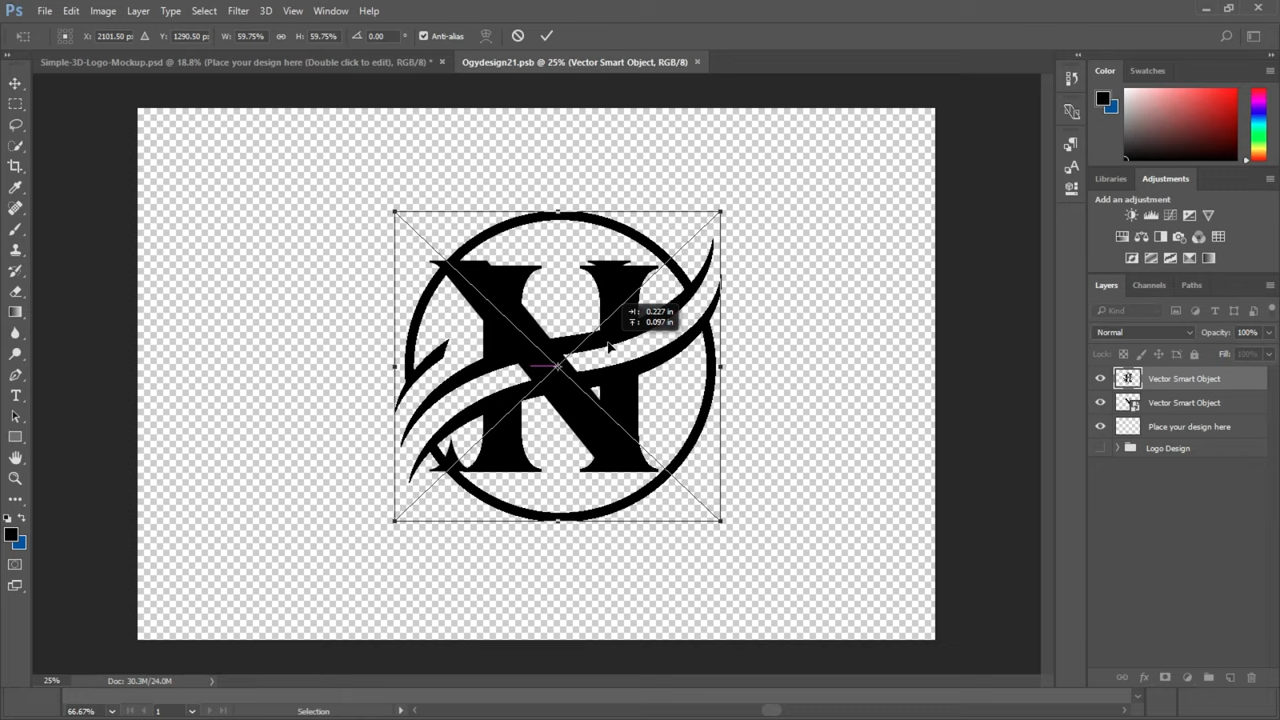 Ps File Edit Image Layer Type Select Filter 3D View Window Help
X: 2101.50 px Y: 1290.50 px W: 59.75% H: 59.75% 0.00 ° Anti-alias
Simple-3D-Logo-Mockup.psd @ 18.8% (Place your design here (Double click to edit), RGB/8) * × Ogydesign21.psb @ 25% (Vector Smart Object, RGB/8) ×
Color Swatches
Libraries Adjustments
Add an adjustment
Layers Channels Paths
Kind
Normal Opacity: 100%
Lock: Fill: 100%
Vector Smart Object
Vector Smart Object
Place your design here
Logo Design
0.227 in
0.097 in
25% Doc: 30.3M/24.0M
66.67% 1 Selection